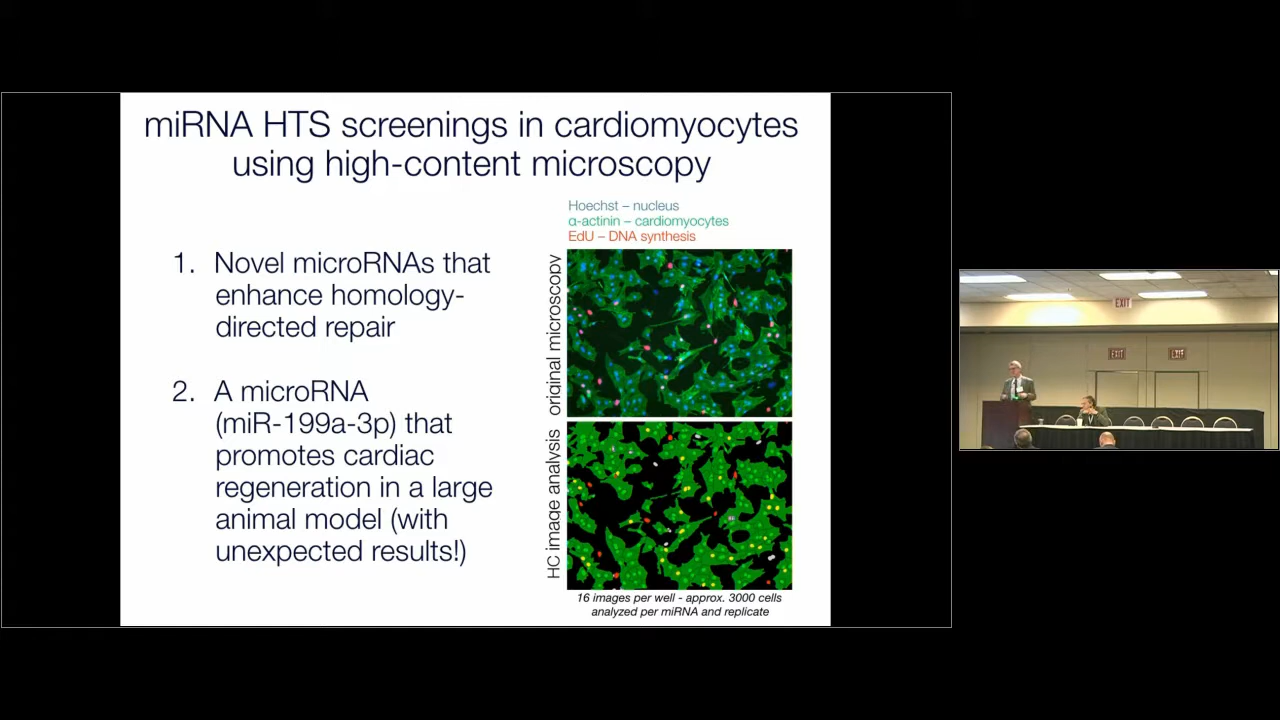 miRNA HTS screenings in cardiomyocytes
using high-content microscopy
Hoechst – nucleus
α-actinin – cardiomyocytes
EdU – DNA synthesis
1. Novel microRNAs that
enhance homology-
directed repair
2. A microRNA
(miR-199a-3p) that
promotes cardiac
regeneration in a large
animal model (with
unexpected results!)
original microscopy
HC image analysis
16 images per well - approx. 3000 cells
analyzed per miRNA and replicate
EXIT
EXIT
EXIT